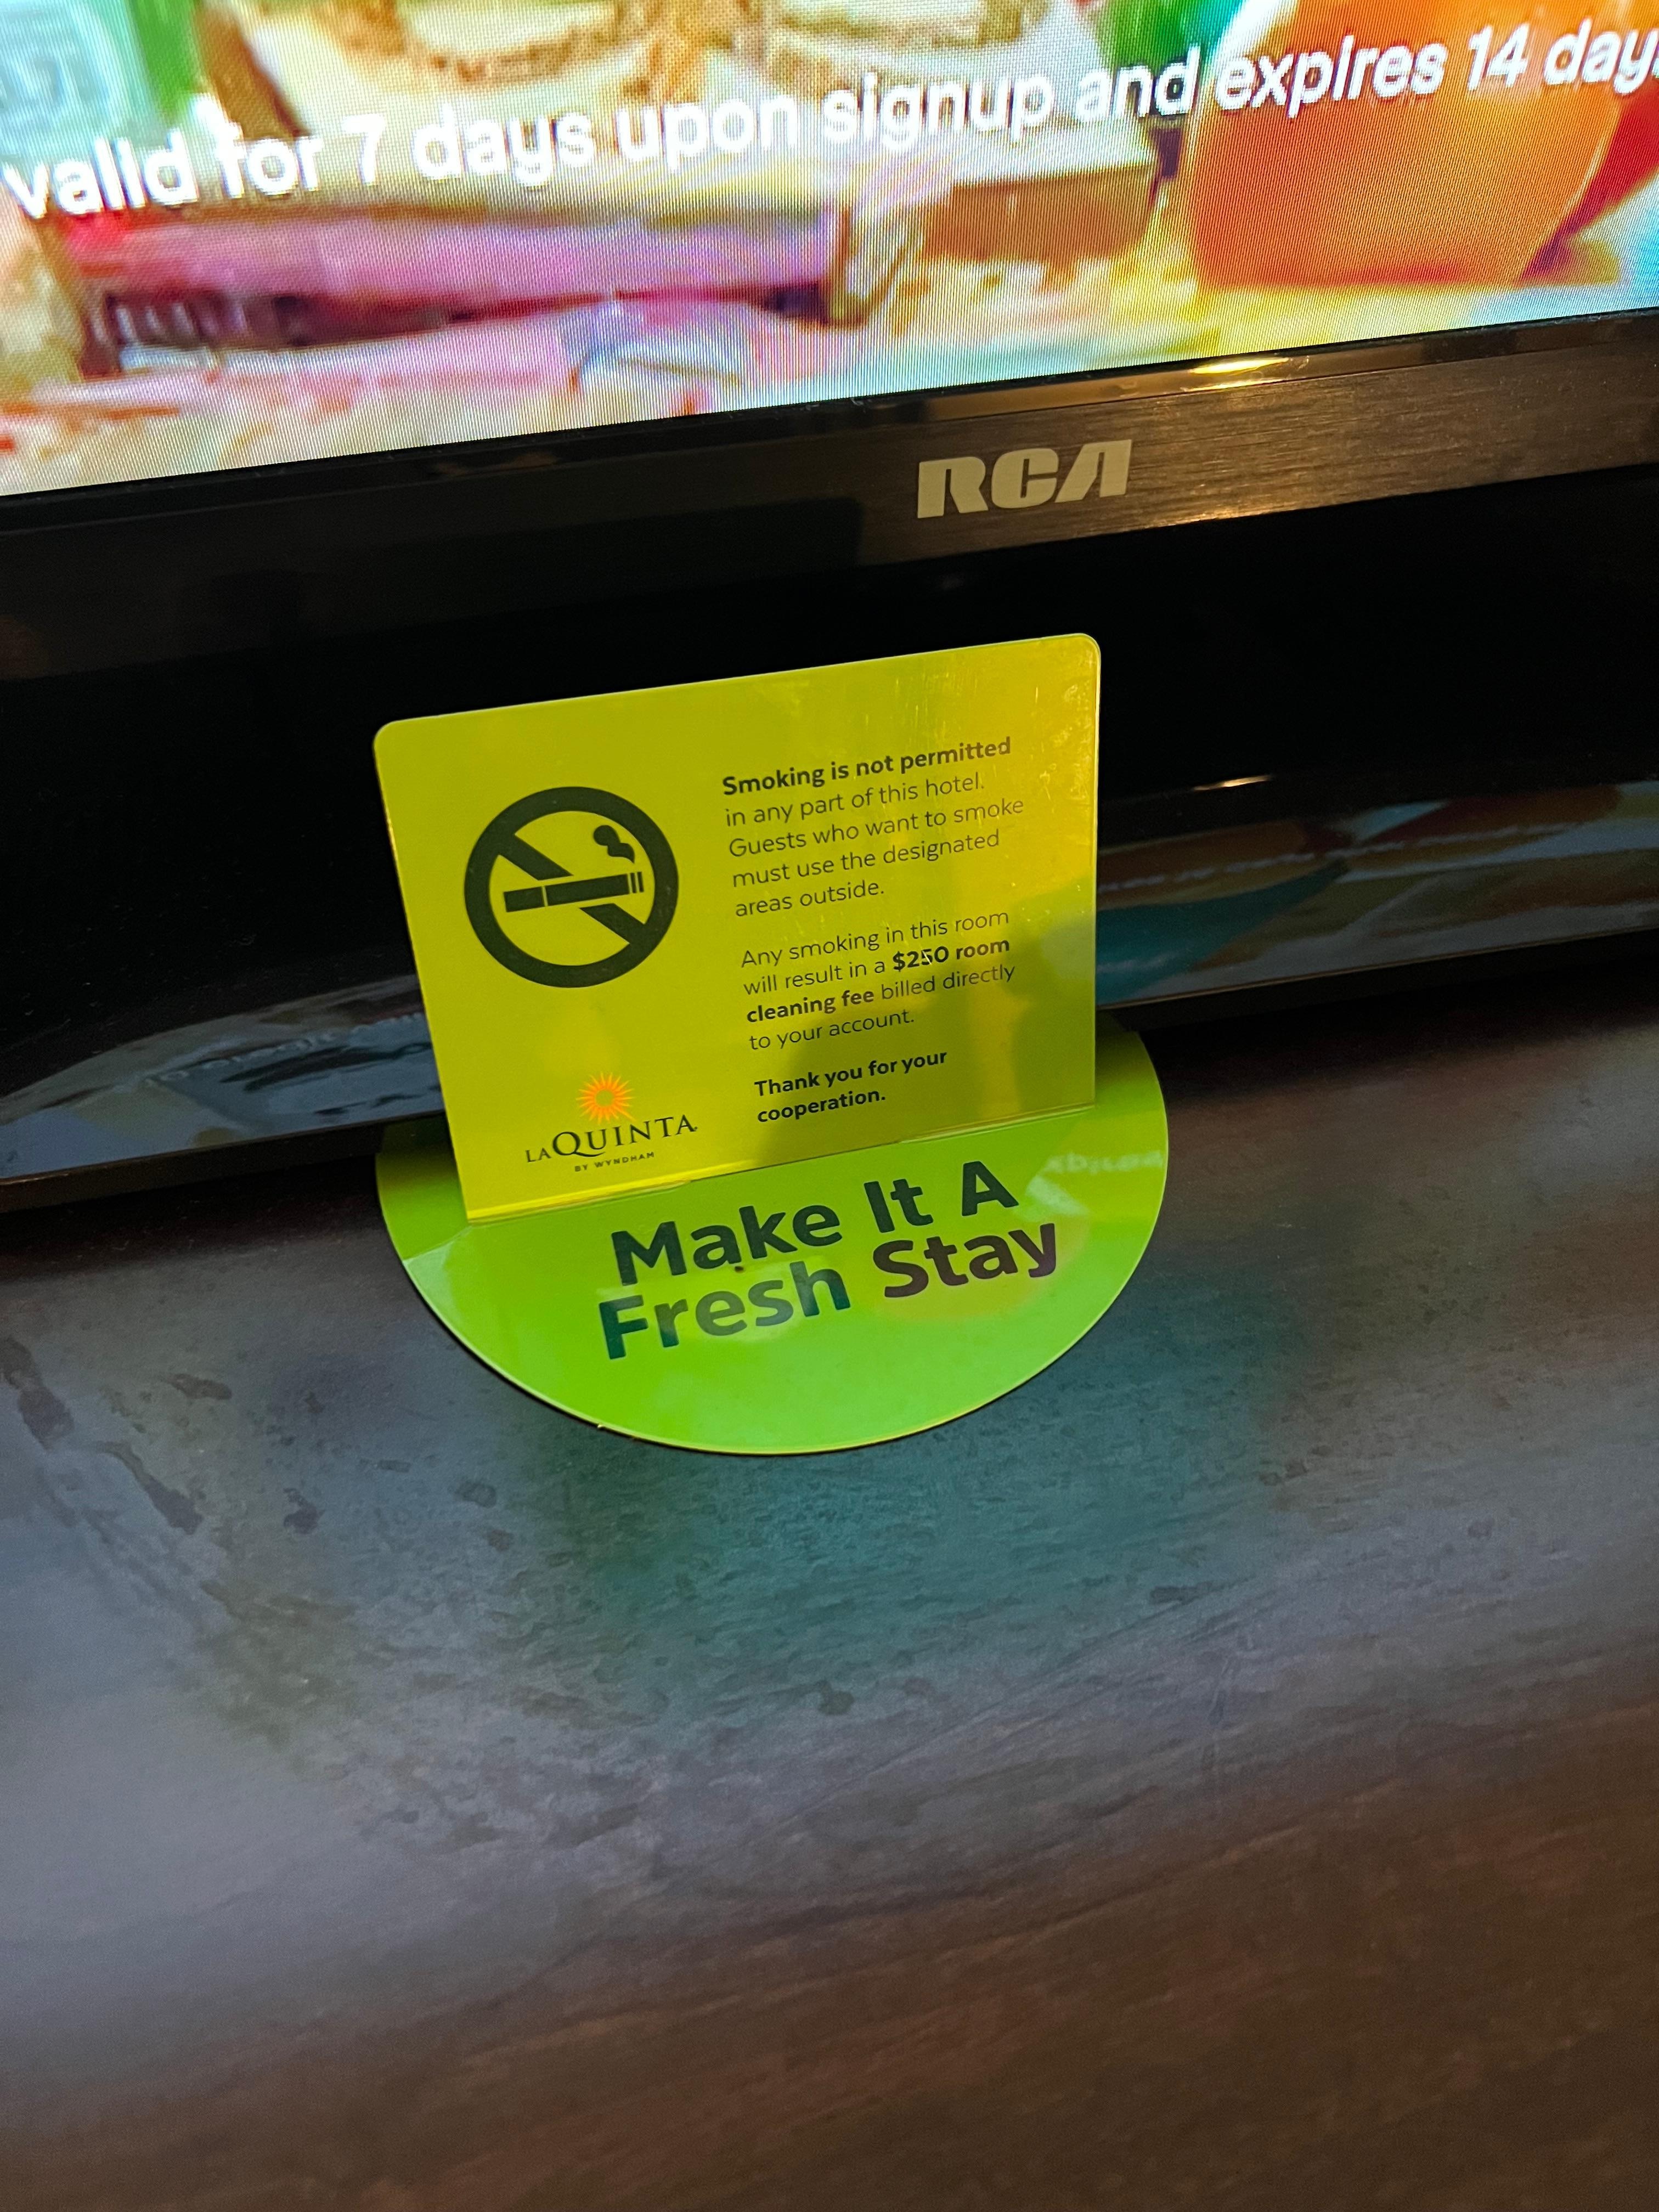 valid for 7 days upon signup and expires 14 day
RCA
Smoking is not permitted
in any part of this hotel.
Guests who want to smoke
must use the designated
areas outside.
Any smoking in this room
will result in a $250 room
cleaning fee billed directly
to your account.
Thank you for your
cooperation.
LA QUINTA
BY WYNDHAM
Make It A
Fresh Stay